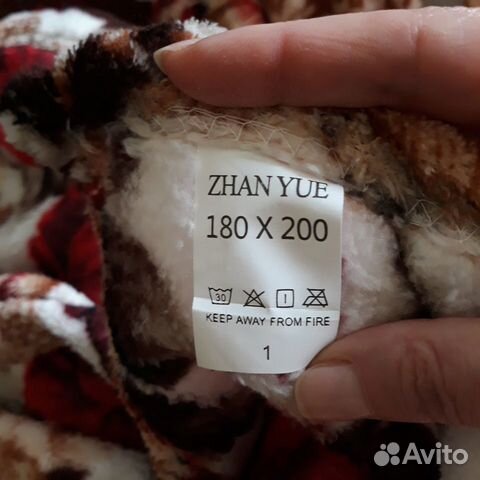 ZHAN YUE
180 X 200
30
KEEP AWAY FROM FIRE
1
Avito